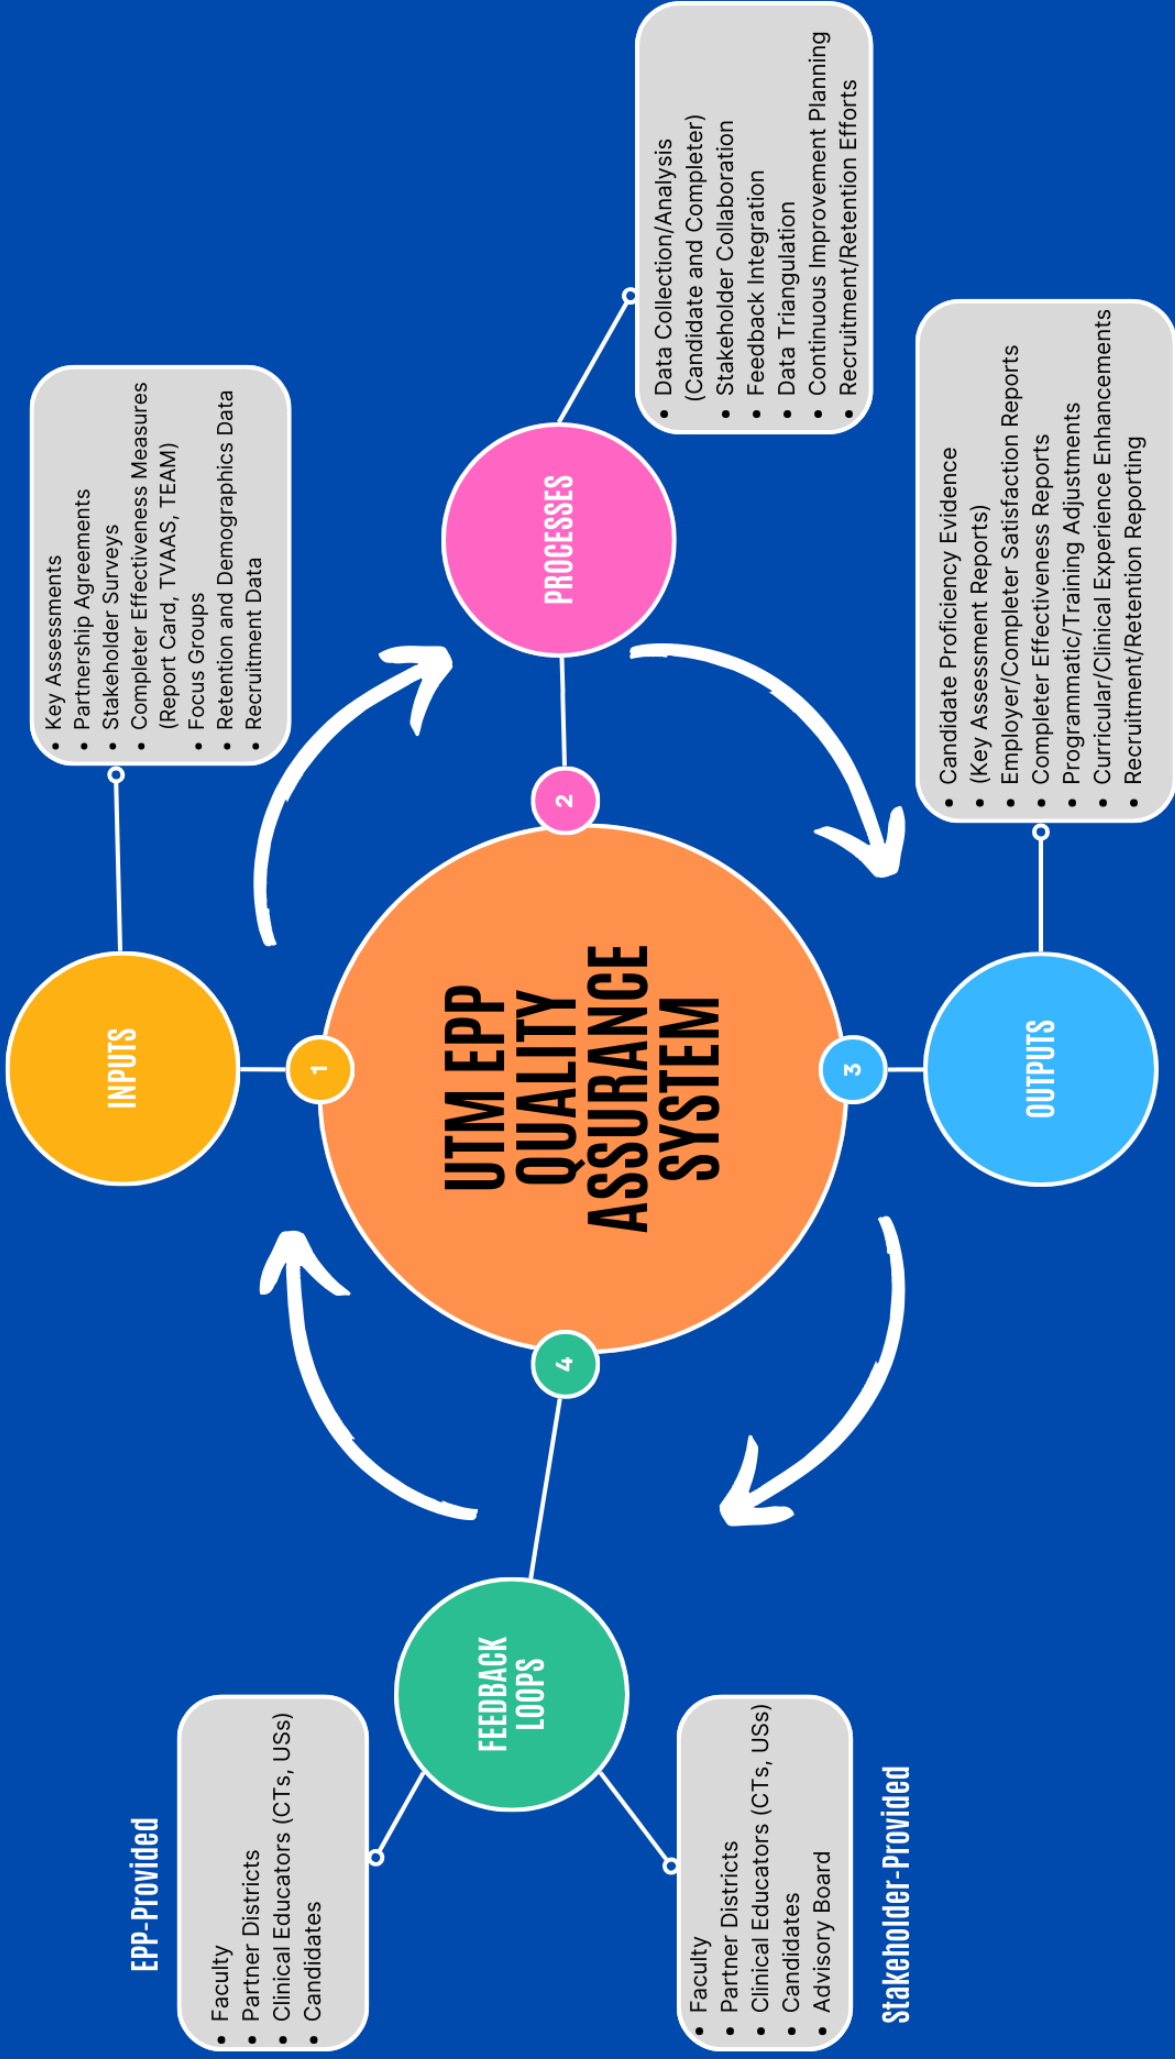 UTM EPP
QUALITY
ASSURANCE
SYSTEM
1
INPUTS
• Key Assessments
• Partnership Agreements
• Stakeholder Surveys
• Completer Effectiveness Measures
(Report Card, TVAAS, TEAM)
• Focus Groups
• Retention and Demographics Data
• Recruitment Data
2
PROCESSES
• Data Collection/Analysis
(Candidate and Completer)
• Stakeholder Collaboration
• Feedback Integration
• Data Triangulation
• Continuous Improvement Planning
• Recruitment/Retention Efforts
3
OUTPUTS
• Candidate Proficiency Evidence
• (Key Assessment Reports)
• Employer/Completer Satisfaction Reports
• Completer Effectiveness Reports
• Programmatic/Training Adjustments
• Curricular/Clinical Experience Enhancements
• Recruitment/Retention Reporting
4
FEEDBACK
LOOPS
EPP-Provided
• Faculty
• Partner Districts
• Clinical Educators (CTs, USs)
• Candidates
• Faculty
• Partner Districts
• Clinical Educators (CTs, USs)
• Candidates
• Advisory Board
Stakeholder-Provided